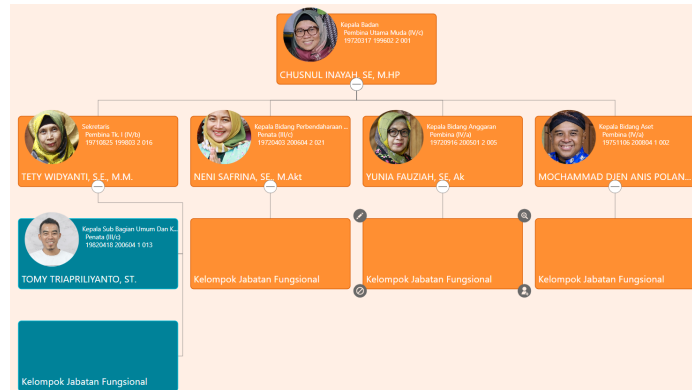 Kepala Badan
Pembina Utama Muda (IV/c)
19720317 199602 2 001
CHUSNUL INAYAH, SE, M.HP
Sekretaris
Pembina Tk. I (IV/b)
19710825 199803 2 016
TETY WIDYANTI, S.E., M.M.
Kepala Bidang Perbendaharaan ...
Penata (III/c)
19720403 200604 2 021
NENI SAFRINA, SE, M.Akt
Kepala Bidang Anggaran
Pembina (IV/a)
19720916 200501 2 005
YUNIA FAUZIAH, SE, Ak
Kepala Bidang Aset
Pembina (IV/a)
19751106 200804 1 002
MOCHAMMAD DJEN ANIS POLAN...
Kepala Sub Bagian Umum Dan K...
Penata (III/c)
19820418 200604 1 013
TOMY TRIAPRILIYANTO, ST.
Kelompok Jabatan Fungsional
Kelompok Jabatan Fungsional
Kelompok Jabatan Fungsional
Kelompok Jabatan Fungsional